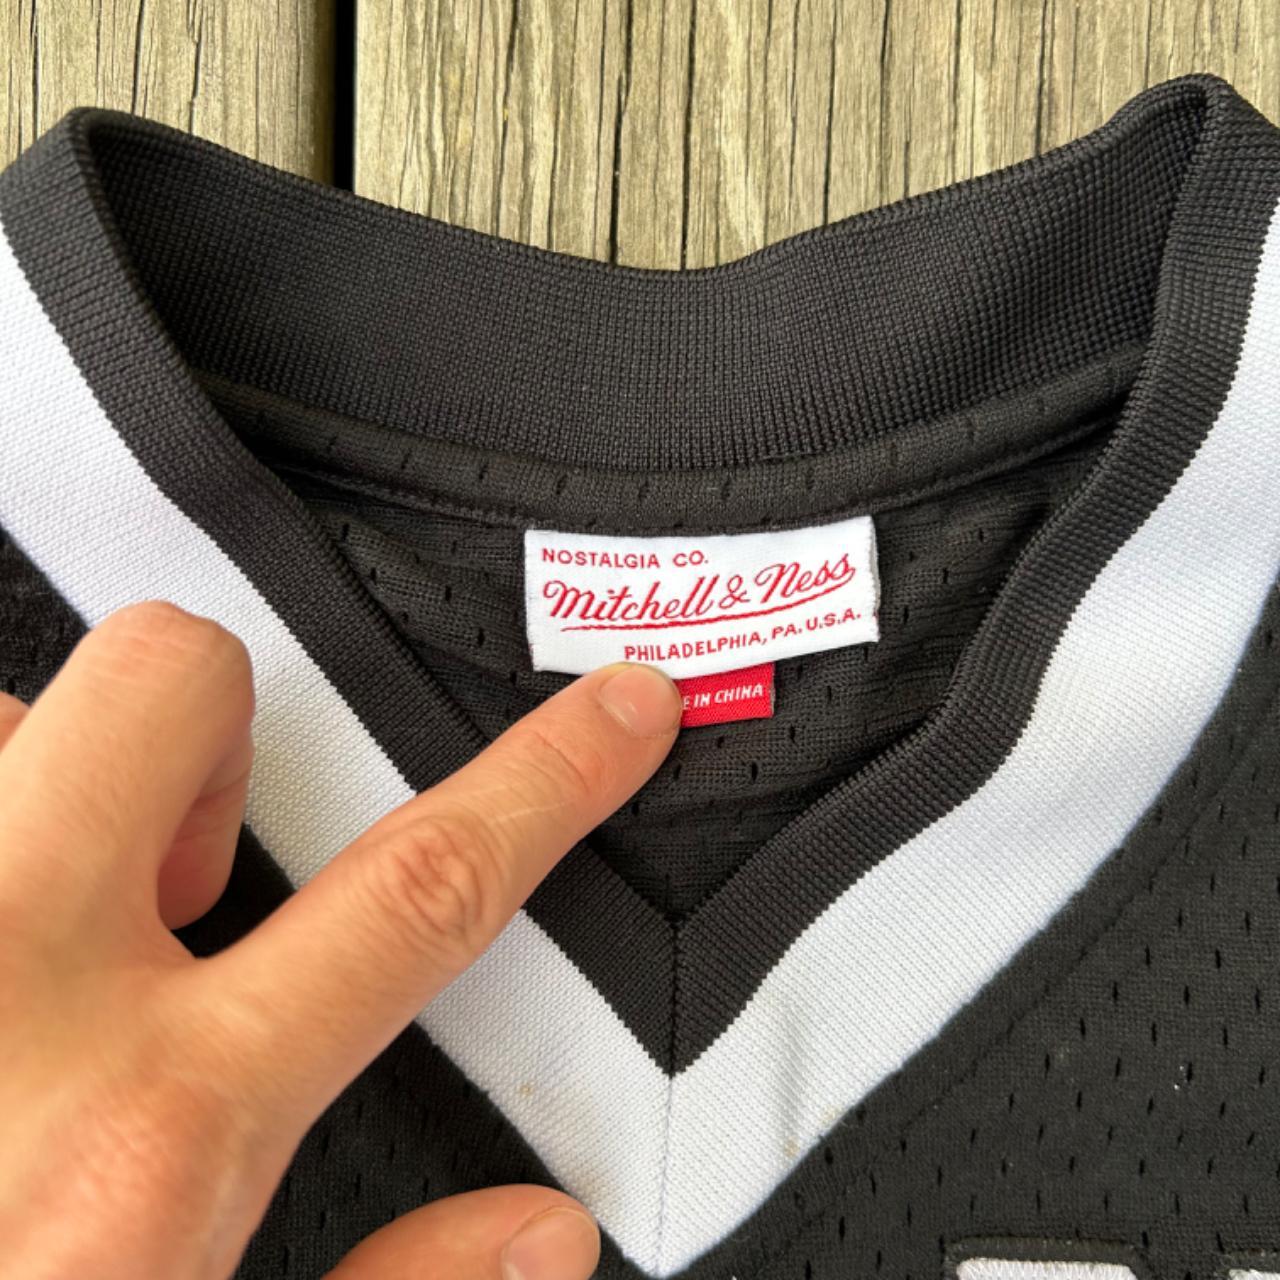 NOSTALGIA CO.
Mitchell & Ness
PHILADELPHIA, PA. U.S.A.
E IN CHINA